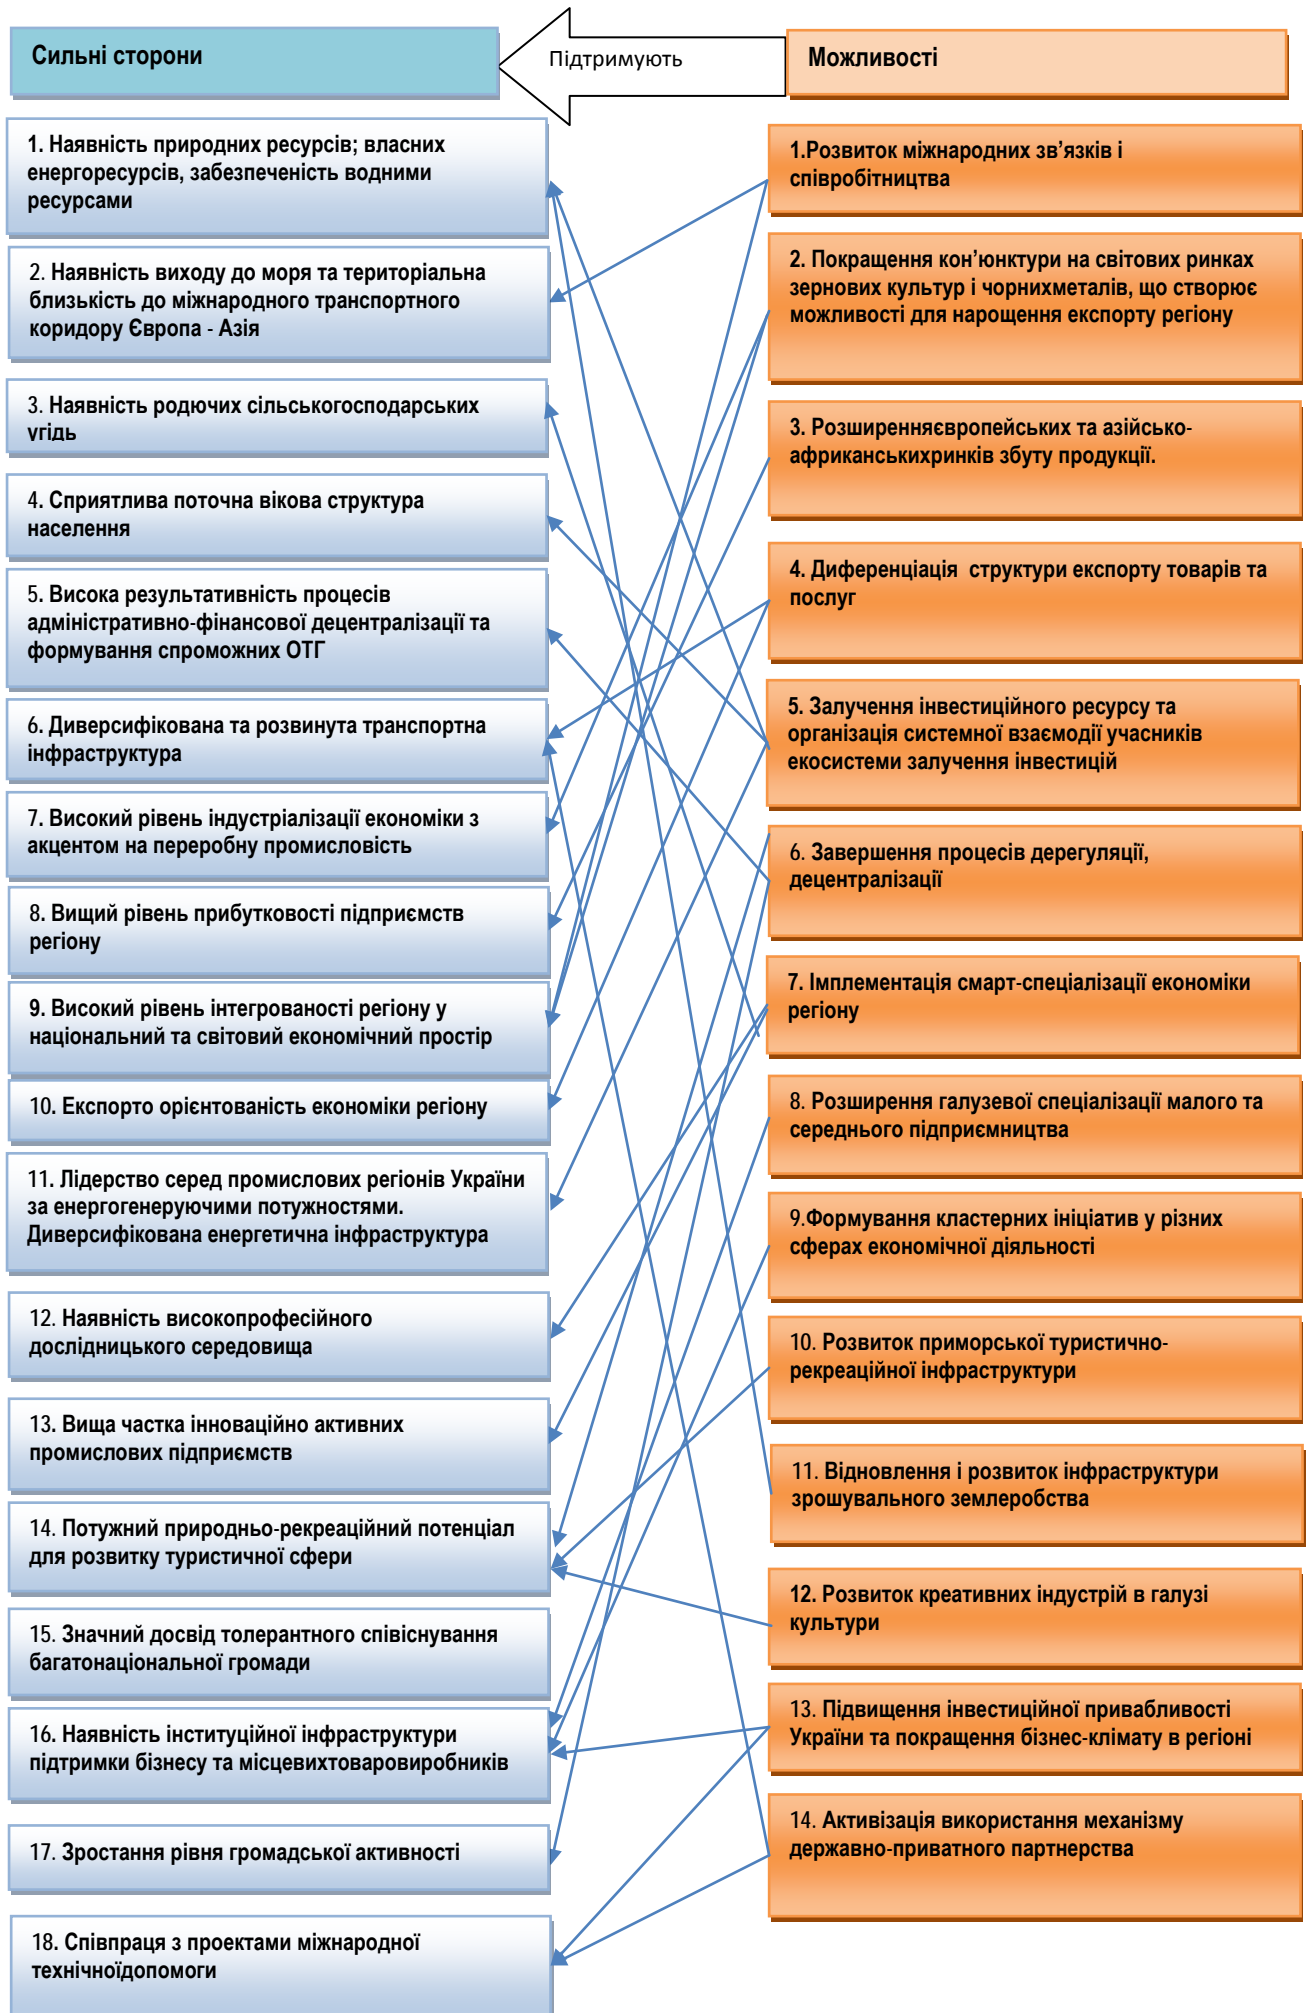 Сильні сторони
Підтримують
Можливості
1. Наявність природних ресурсів; власних
енергоресурсів, забезпеченість водними
ресурсами
2. Наявність виходу до моря та територіальна
близькість до міжнародного транспортного
коридору Європа - Азія
3. Наявність родючих сільськогосподарських
угідь
4. Сприятлива поточна вікова структура
населення
5. Висока результативність процесів
адміністративно-фінансової децентралізації та
формування спроможних ОТГ
6. Диверсифікована та розвинута транспортна
інфраструктура
7. Високий рівень індустріалізації економіки з
акцентом на переробну промисловість
8. Вищий рівень прибутковості підприємств
регіону
9. Високий рівень інтегрованості регіону у
національний та світовий економічний простір
10. Експорто орієнтованість економіки регіону
11. Лідерство серед промислових регіонів України
за енергогенеруючими потужностями.
Диверсифікована енергетична інфраструктура
12. Наявність високопрофесійного
дослідницького середовища
13. Вища частка інноваційно активних
промислових підприємств
14. Потужний природньо-рекреаційний потенціал
для розвитку туристичної сфери
15. Значний досвід толерантного співіснування
багатонаціональної громади
16. Наявність інституційної інфраструктури
підтримки бізнесу та місцевихтоваровиробників
17. Зростання рівня громадської активності
18. Співпраця з проектами міжнародної
технічноїдопомоги
1.Розвиток міжнародних зв’язків і
співробітництва
2. Покращення кон’юнктури на світових ринках
зернових культур і чорнихметалів, що створює
можливості для нарощення експорту регіону
3. Розширенняєвропейських та азійсько-
африканськихринків збуту продукції.
4. Диференціація структури експорту товарів та
послуг
5. Залучення інвестиційного ресурсу та
організація системної взаємодії учасників
екосистеми залучення інвестицій
6. Завершення процесів дерегуляції,
децентралізації
7. Імплементація смарт-спеціалізації економіки
регіону
8. Розширення галузевої спеціалізації малого та
середнього підприємництва
9.Формування кластерних ініціатив у різних
сферах економічної діяльності
10. Розвиток приморської туристично-
рекреаційної інфраструктури
11. Відновлення і розвиток інфраструктури
зрошувального землеробства
12. Розвиток креативних індустрій в галузі
культури
13. Підвищення інвестиційної привабливості
України та покращення бізнес-клімату в регіоні
14. Активізація використання механізму
державно-приватного партнерства